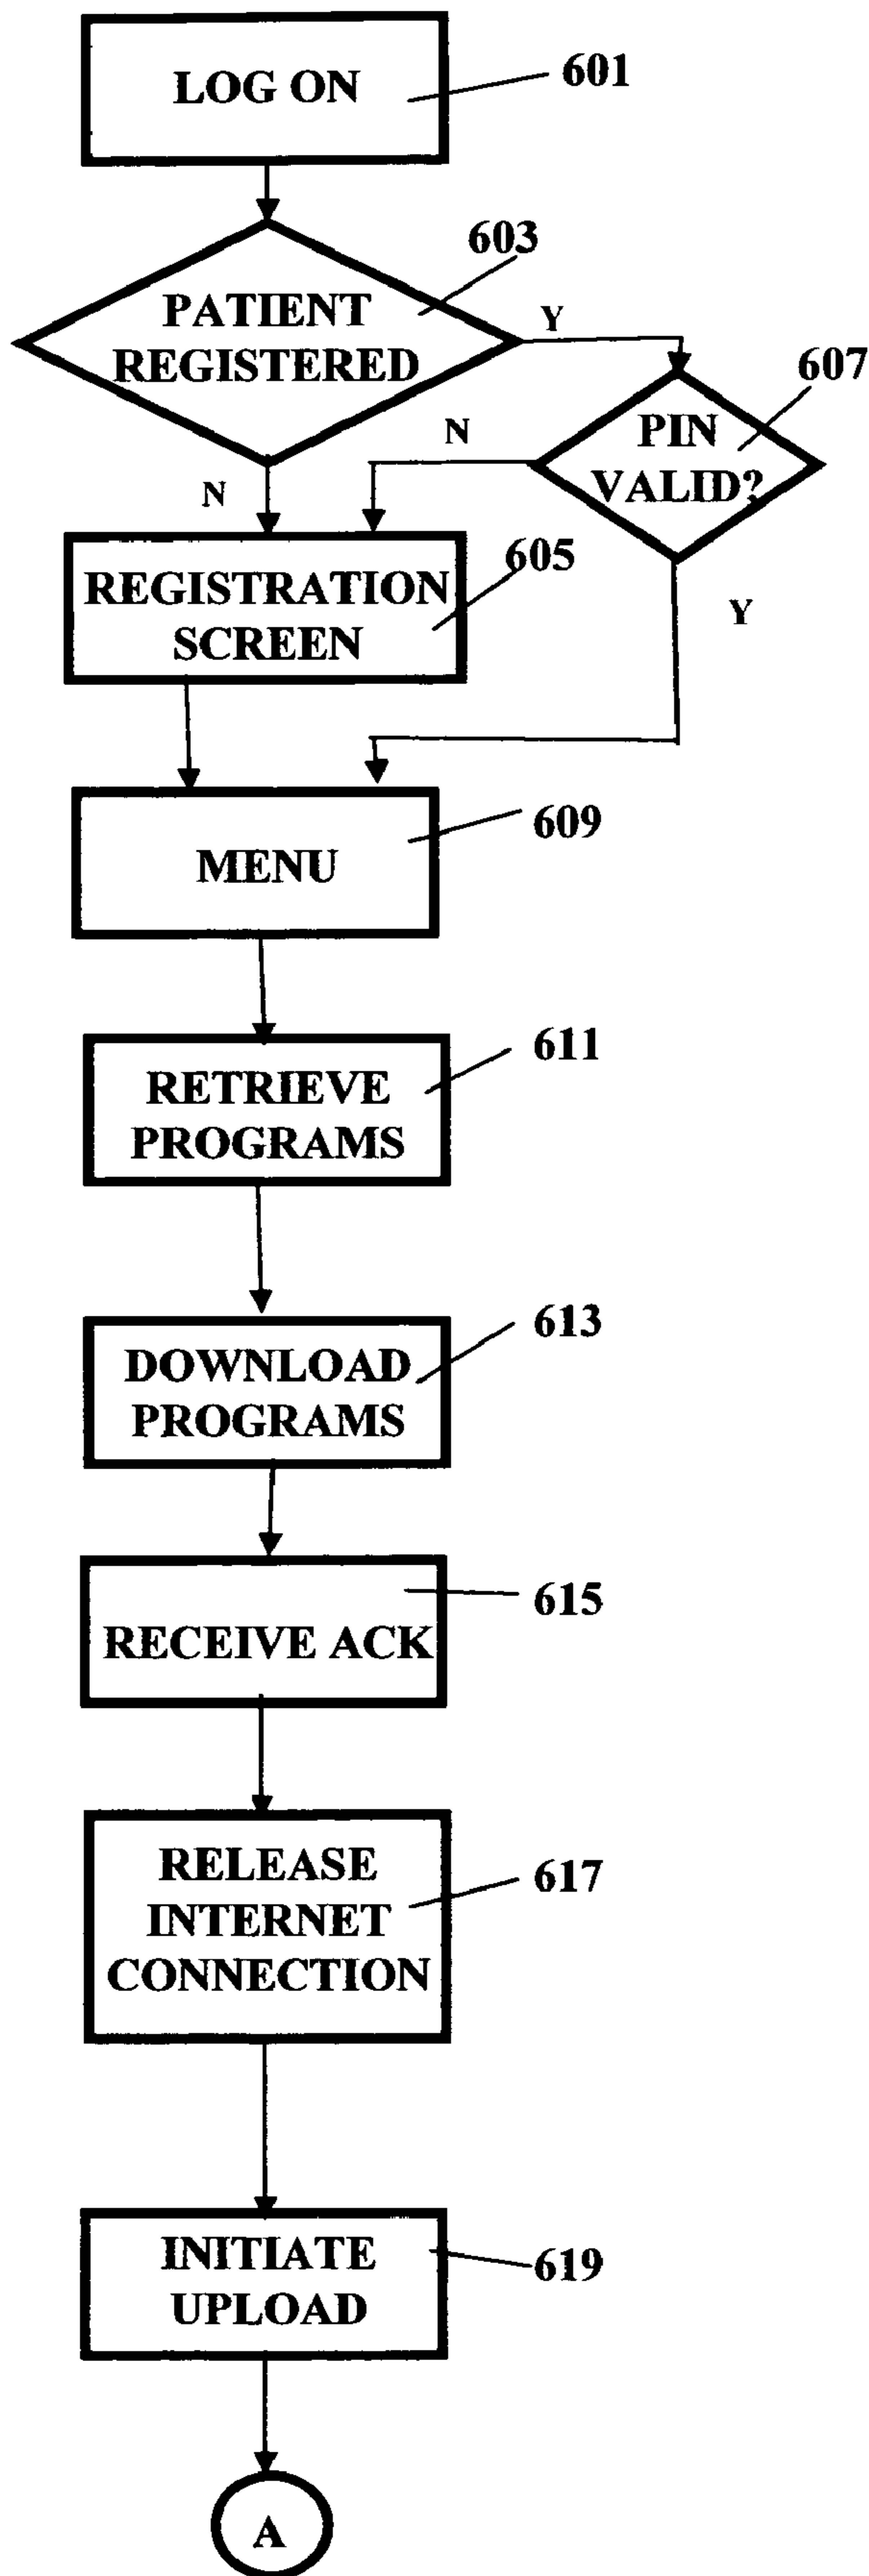 LOG ON
601
603
PATIENT
REGISTERED
Y
607
PIN
VALID?
N
N
605
REGISTRATION
SCREEN
Y
609
MENU
611
RETRIEVE
PROGRAMS
613
DOWNLOAD
PROGRAMS
615
RECEIVE ACK
RELEASE
617
INTERNET
CONNECTION
INITIATE
619
UPLOAD
A